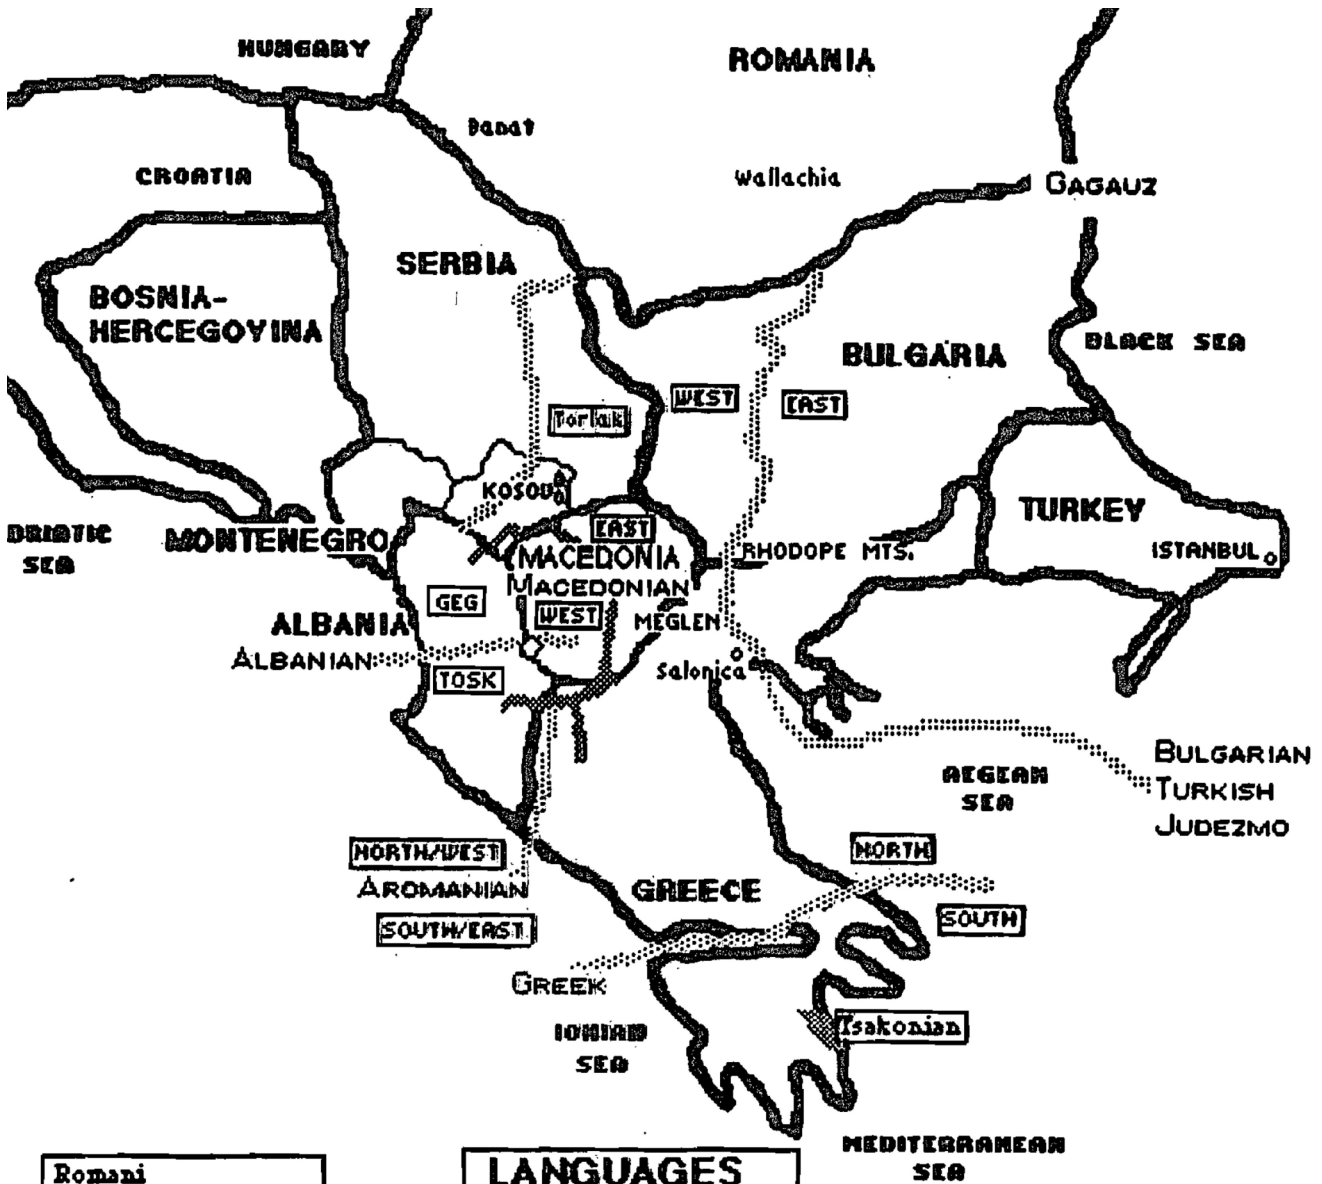 HUNGARY
ROMANIA
Banat
CROATIA
Wallachia
GAGAUZ
SERBIA
BOSNIA-
HERCEGOVINA
BULGARIA
BLACK SEA
WEST
EAST
Torlak
TURKEY
ISTANBUL
ADRIATIC
SEA
MONTENEGRO
EAST
MACEDONIA
MACEDONIAN
RHODOPE MTS.
GEG
WEST
MEGLEN
ALBANIA
ALBANIAN
Salonica
TOSK
BULGARIAN
TURKISH
JUDEZMO
AEGEAN
SEA
NORTH/WEST
AROMANIAN
SOUTH/EAST
GREECE
NORTH
SOUTH
GREEK
IONIAN
SEA
Tsakonian
MEDITERRANEAN
SEA
Romani
LANGUAGES